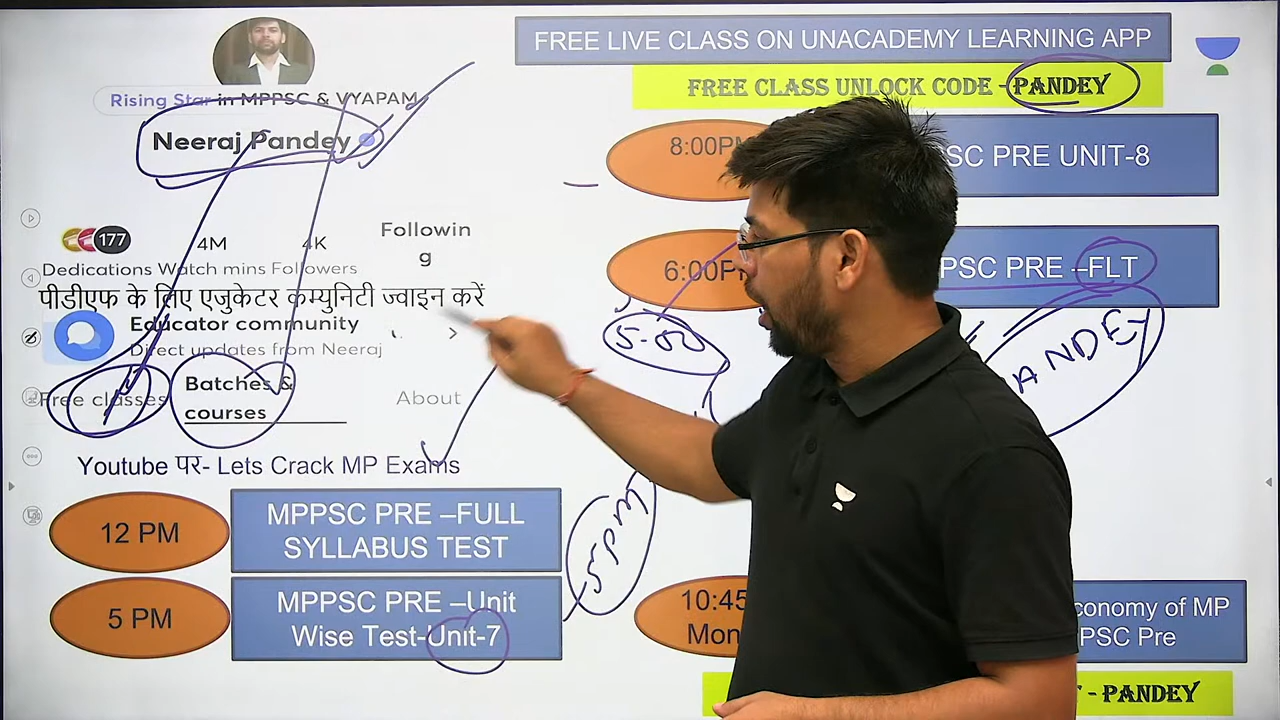 Rising Star in MPPSC & VYAPAM
Neeraj Pandey
177
4M
4K
Followin
g
Dedications Watch mins Followers
पीडीएफ के लिए एजुकेटर कम्युनिटी ज्वाइन करें
Educator community
Direct updates from Neeraj
Free classes
Batches &
courses
About
Youtube पर- Lets Crack MP Exams
12 PM
MPPSC PRE –FULL
SYLLABUS TEST
5 PM
MPPSC PRE –Unit
Wise Test-Unit-7
FREE LIVE CLASS ON UNACADEMY LEARNING APP
FREE CLASS UNLOCK CODE -PANDEY
8:00PM
SC PRE UNIT-8
6:00P
PSC PRE –FLT
5-00
ANDEY
10:45
Mon
conomy of MP
PSC Pre
- PANDEY